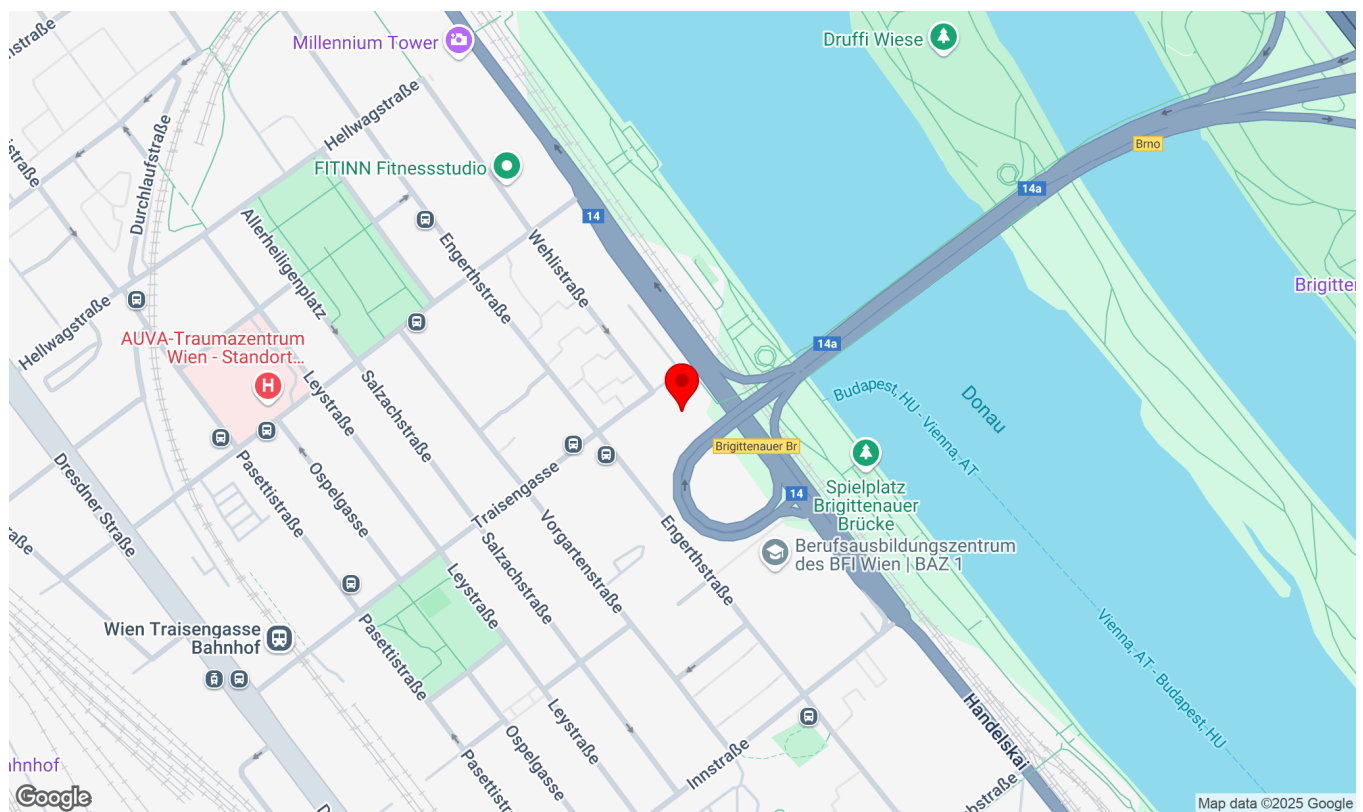 Millennium Tower
Druffi Wiese
Hellwagstraße
Durchlaufstraße
FITINN Fitnessstudio
Brno
14a
14
Allerheiligenplatz
Engerthstraße
Wehlistraße
Hellwagstraße
AUVA-Traumazentrum
Wien - Standort...
H
14a
Budapest, HU - Vienna, AT
Donau
Leystraße
Salzachstraße
Brigittenauer Br
Dresdner Straße
Pasettistraße
Ospelgasse
Traisengasse
14
Spielplatz
Brigittenauer
Brücke
Vorgartenstraße
Engerthstraße
Berufsausbildungszentrum
des BFI Wien | BAZ 1
Leystraße
Salzachstraße
Wien Traisengasse
Bahnhof
Pasettistraße
Vienna, AT - Budapest, HU
Handelskai
Leystraße
Ospelgasse
Pasettistraße
Innstraße
Google
Map data ©2025 Google